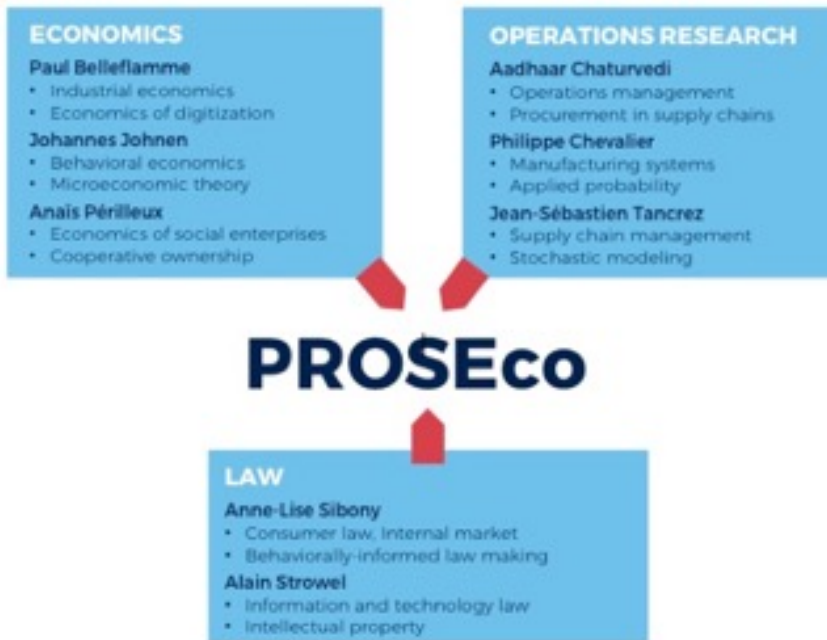 ECONOMICS
Paul Belleflamme
• Industrial economics
• Economics of digitization
Johannes Johnen
• Behavioral economics
• Microeconomic theory
Anaïs Périlleux
• Economics of social enterprises
• Cooperative ownership
OPERATIONS RESEARCH
Aadhaar Chaturvedi
• Operations management
• Procurement in supply chains
Philippe Chevalier
• Manufacturing systems
• Applied probability
Jean-Sébastien Tancrez
• Supply chain management
• Stochastic modeling
PROSEco
LAW
Anne-Lise Sibony
• Consumer law, Internal market
• Behaviorally-informed law making
Alain Strowel
• Information and technology law
• Intellectual property